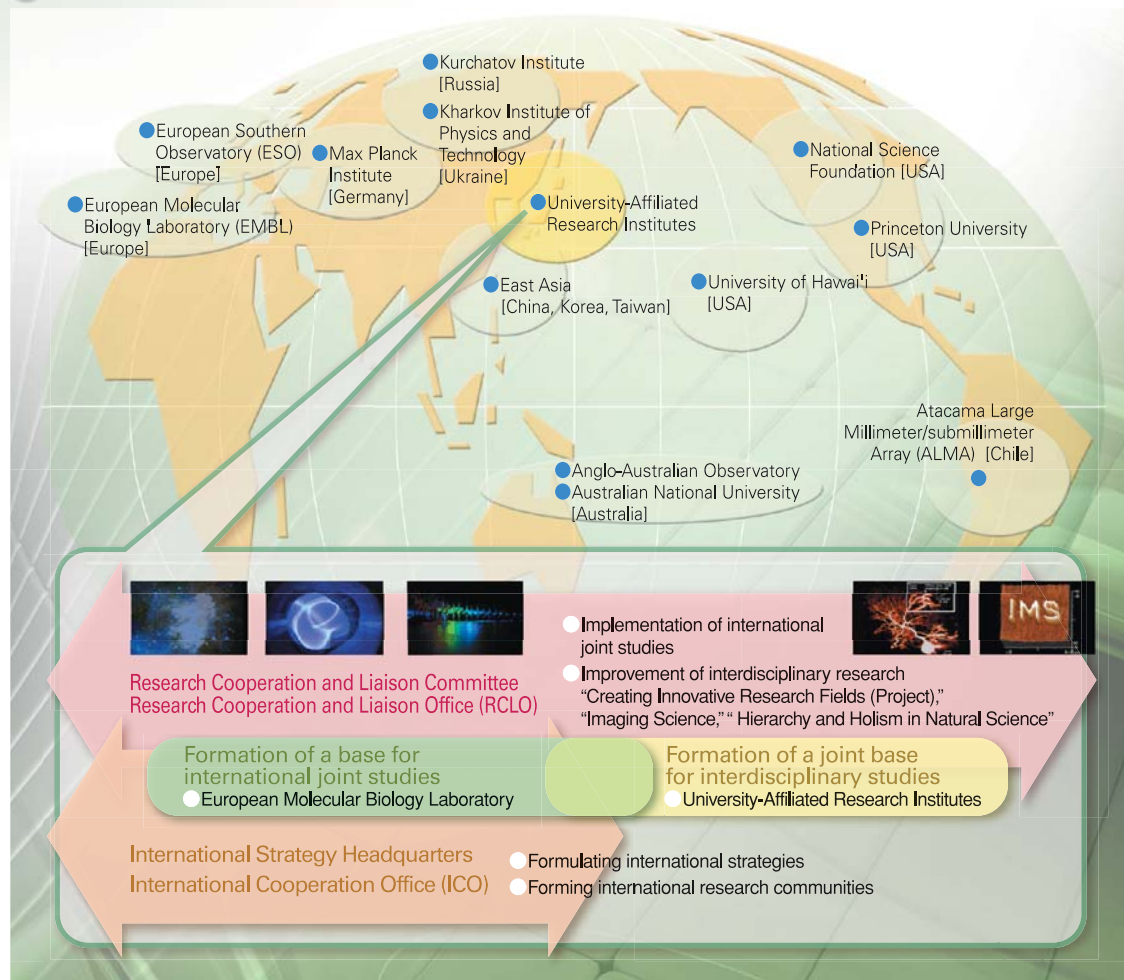 Kurchatov Institute
[Russia]
Kharkov Institute of
Physics and
Technology
[Ukraine]
European Southern
Observatory (ESO)
[Europe]
Max Planck
Institute
[Germany]
National Science
Foundation [USA]
European Molecular
Biology Laboratory (EMBL)
[Europe]
University-Affiliated
Research Institutes
Princeton University
[USA]
East Asia
[China, Korea, Taiwan]
University of Hawai'i
[USA]
Atacama Large
Millimeter/submillimeter
Array (ALMA) [Chile]
Anglo-Australian Observatory
Australian National University
[Australia]
IMS
Implementation of international
joint studies
Improvement of interdisciplinary research
“Creating Innovative Research Fields (Project),”
“Imaging Science,” “ Hierarchy and Holism in Natural Science”
Research Cooperation and Liaison Committee
Research Cooperation and Liaison Office (RCLO)
Formation of a base for
international joint studies
European Molecular Biology Laboratory
Formation of a joint base
for interdisciplinary studies
University-Affiliated Research Institutes
International Strategy Headquarters
International Cooperation Office (ICO)
Formulating international strategies
Forming international research communities